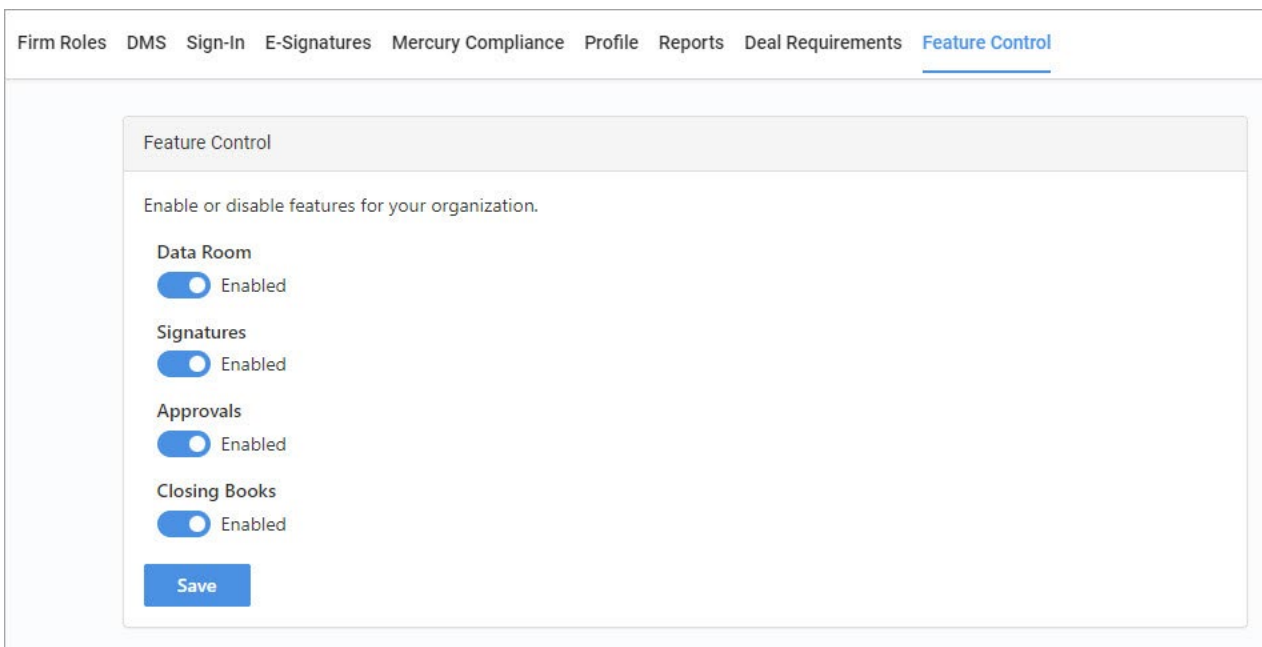 Firm Roles DMS Sign-In E-Signatures Mercury Compliance Profile Reports Deal Requirements Feature Control
Feature Control
Enable or disable features for your organization.
Data Room
Enabled
Signatures
Enabled
Approvals
Enabled
Closing Books
Enabled
Save